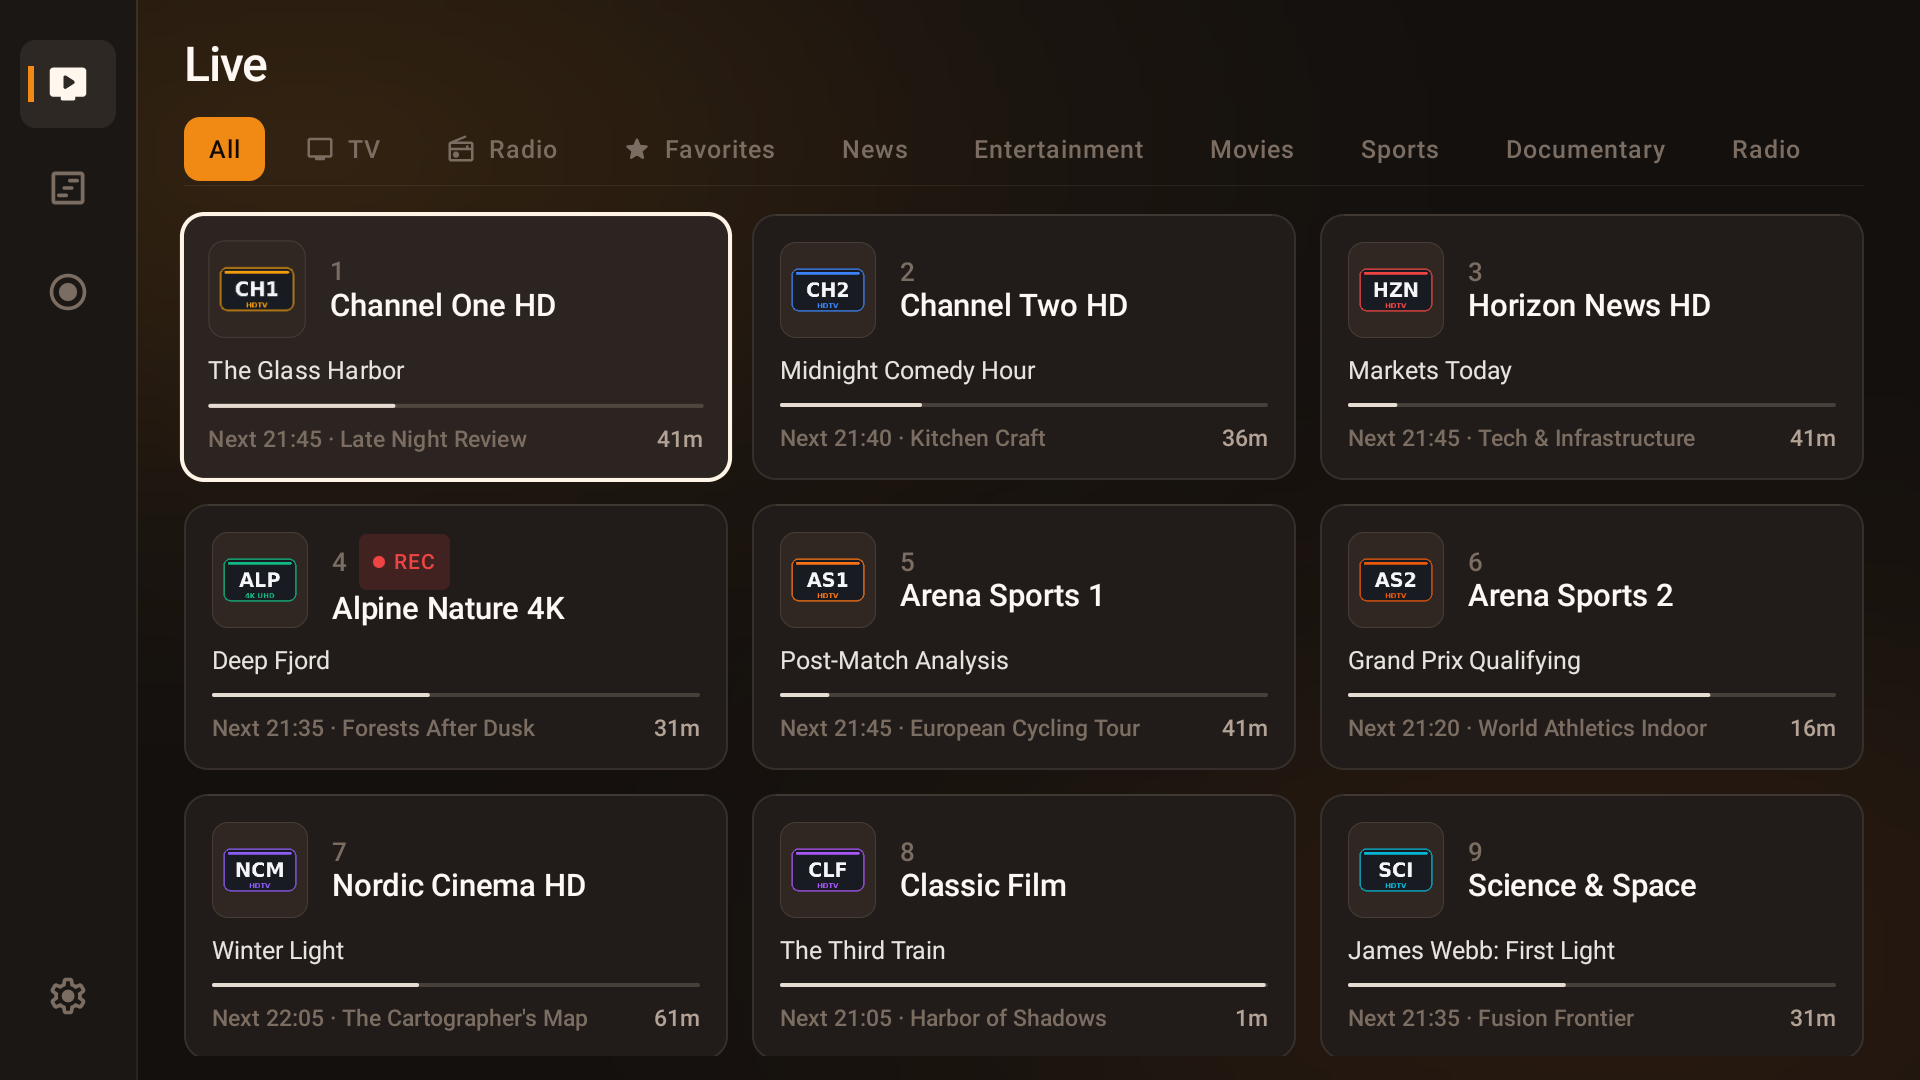 Live
All TV Radio Favorites News Entertainment Movies Sports Documentary Radio
CH1
HDTV
1
Channel One HD
The Glass Harbor
Next 21:45 · Late Night Review 41m
CH2
HDTV
2
Channel Two HD
Midnight Comedy Hour
Next 21:40 · Kitchen Craft 36m
HZN
HDTV
3
Horizon News HD
Markets Today
Next 21:45 · Tech & Infrastructure 41m
ALP
4K UHD
4 REC
Alpine Nature 4K
Deep Fjord
Next 21:35 · Forests After Dusk 31m
AS1
HDTV
5
Arena Sports 1
Post-Match Analysis
Next 21:45 · European Cycling Tour 41m
AS2
HDTV
6
Arena Sports 2
Grand Prix Qualifying
Next 21:20 · World Athletics Indoor 16m
NCM
HDTV
7
Nordic Cinema HD
Winter Light
Next 22:05 · The Cartographer's Map 61m
CLF
HDTV
8
Classic Film
The Third Train
Next 21:05 · Harbor of Shadows 1m
SCI
HDTV
9
Science & Space
James Webb: First Light
Next 21:35 · Fusion Frontier 31m